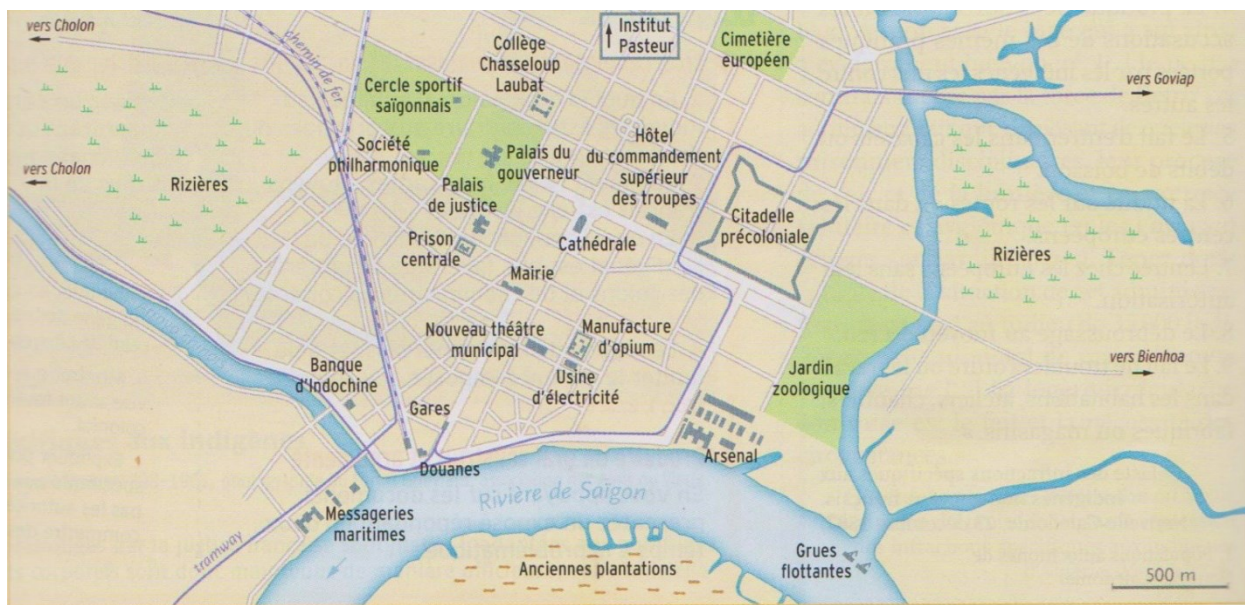 vers Cholon
chemin de fer
Collège
Chasseloup
Laubat
Institut
Pasteur
Cimetière
européen
vers Goviap
Cercle sportif
saïgonnais
Société
philharmonique
Palais du
gouverneur
Hôtel
du commandement
supérieur
des troupes
vers Cholon
Rizières
Palais
de justice
Citadelle
précoloniale
Prison
centrale
Cathédrale
Rizières
Mairie
Nouveau théâtre
municipal
Manufacture
d'opium
Banque
d'Indochine
Usine
d'électricité
Jardin
zoologique
vers Bienhoa
Gares
Douanes
Arsenal
Rivière de Saïgon
Messageries
maritimes
tramway
Anciennes plantations
Grues
flottantes
500 m